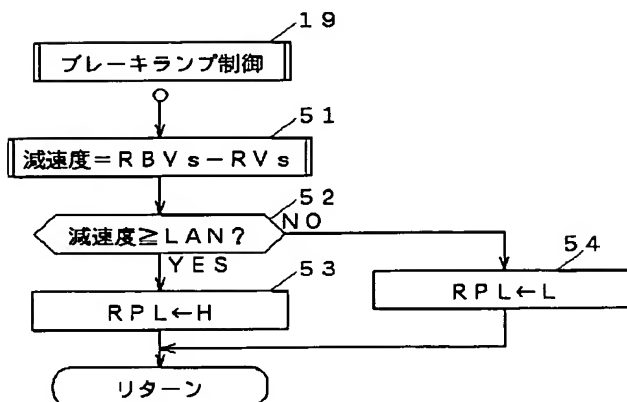 19
ブレーキランプ制御
51
減速度＝RBVs－RVs
52
減速度≧LAN?
NO
YES
53
54
RPL←H
RPL←L
リターン